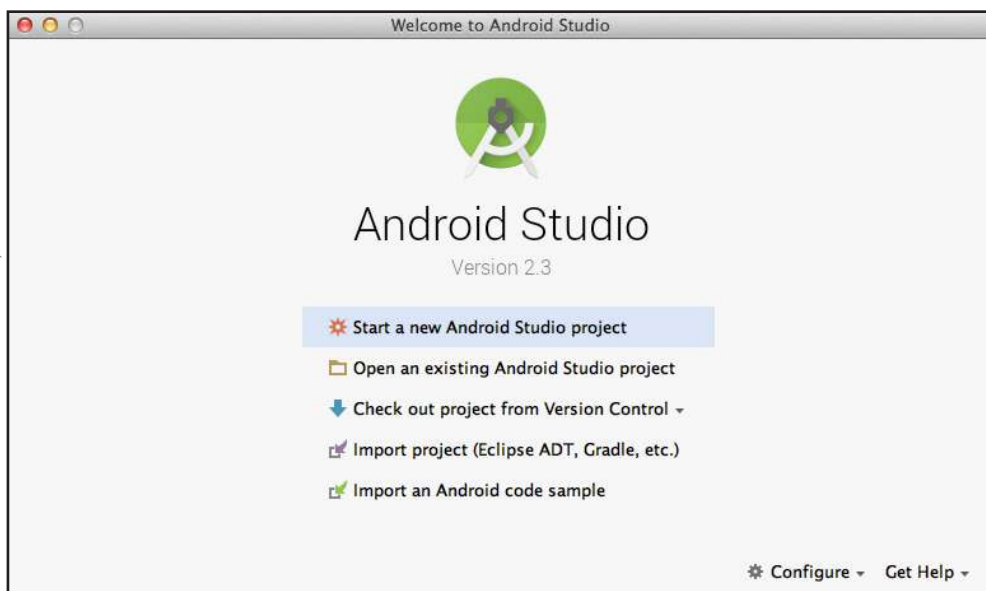 Welcome to Android Studio
Android Studio
Version 2.3
Start a new Android Studio project
Open an existing Android Studio project
Check out project from Version Control
Import project (Eclipse ADT, Gradle, etc.)
Import an Android code sample
Configure
Get Help